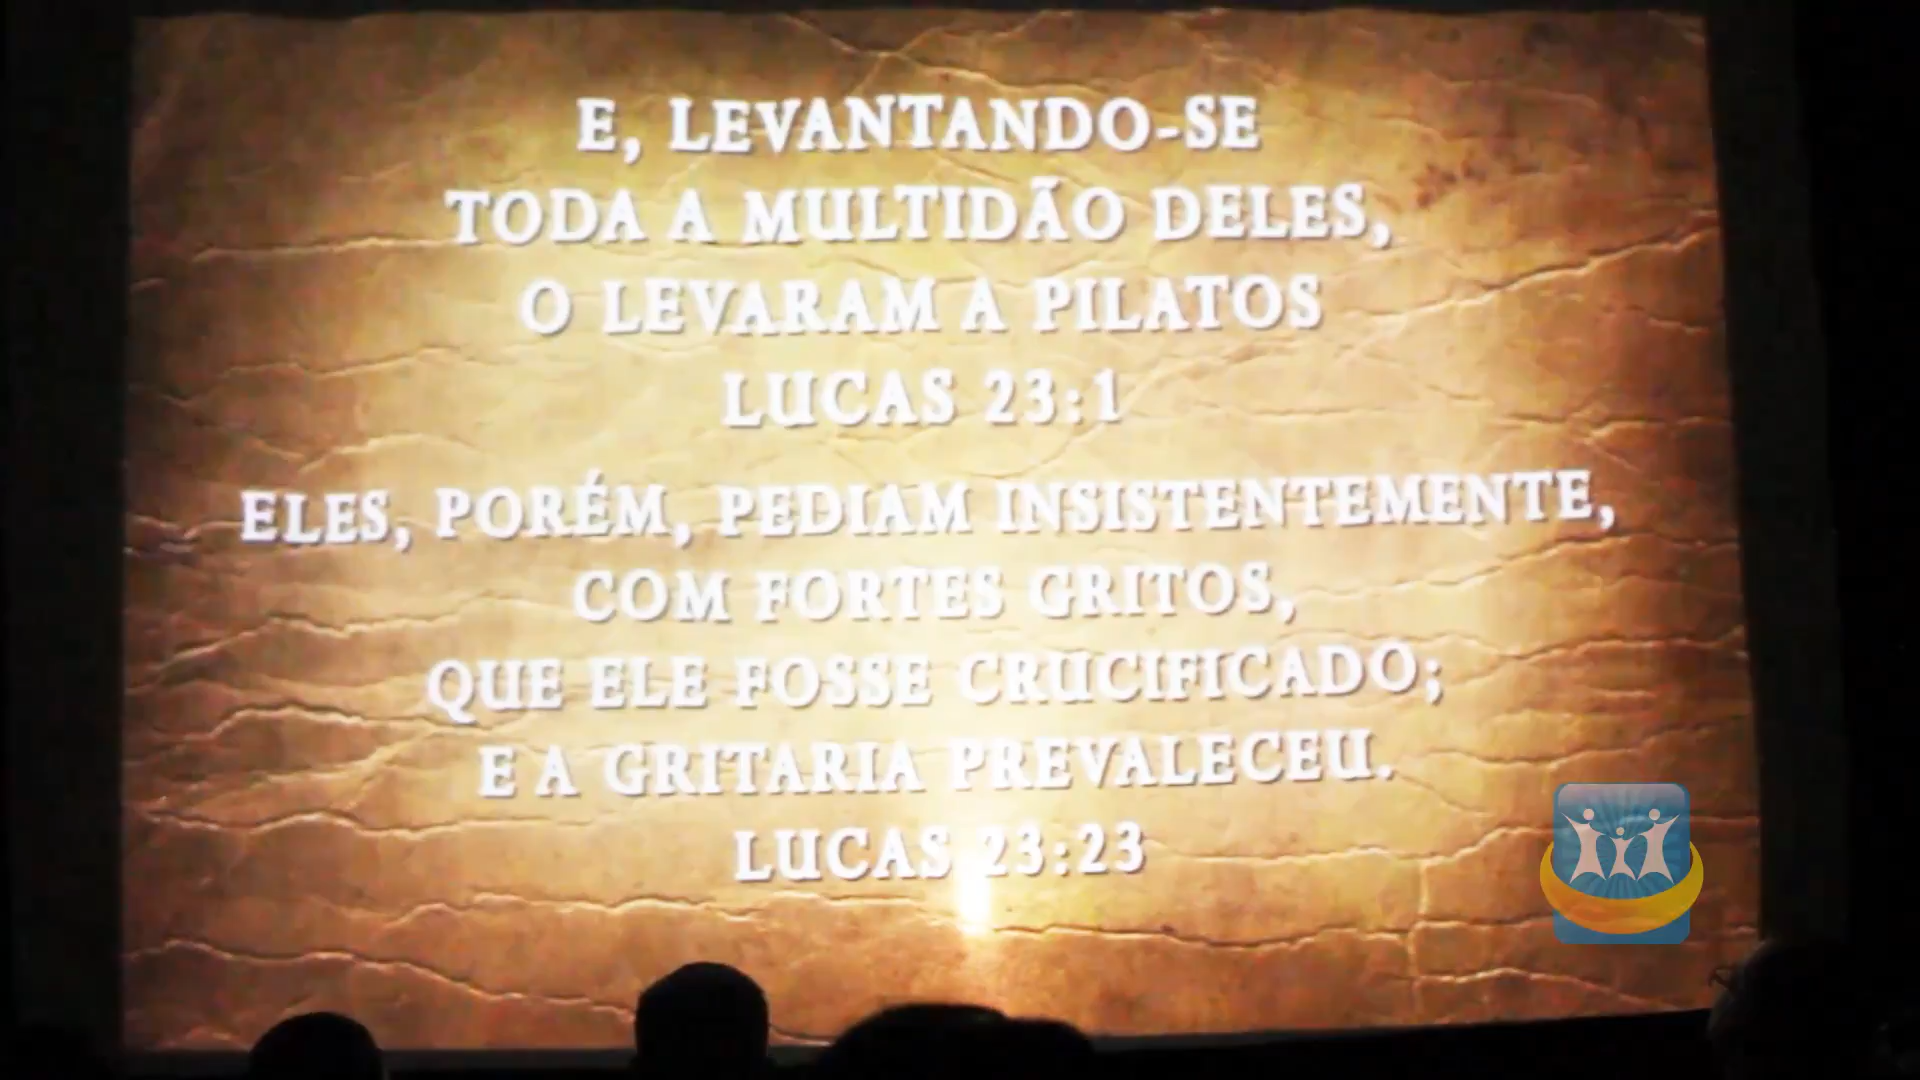 E, LEVANTANDO-SE
TODA A MULTIDÃO DELES,
O LEVARAM A PILATOS
LUCAS 23:1
ELES, PORÉM, PEDIAM INSISTENTEMENTE,
COM FORTES GRITOS,
QUE ELE FOSSE CRUCIFICADO;
E A GRITARIA PREVALECEU.
LUCAS 23:23